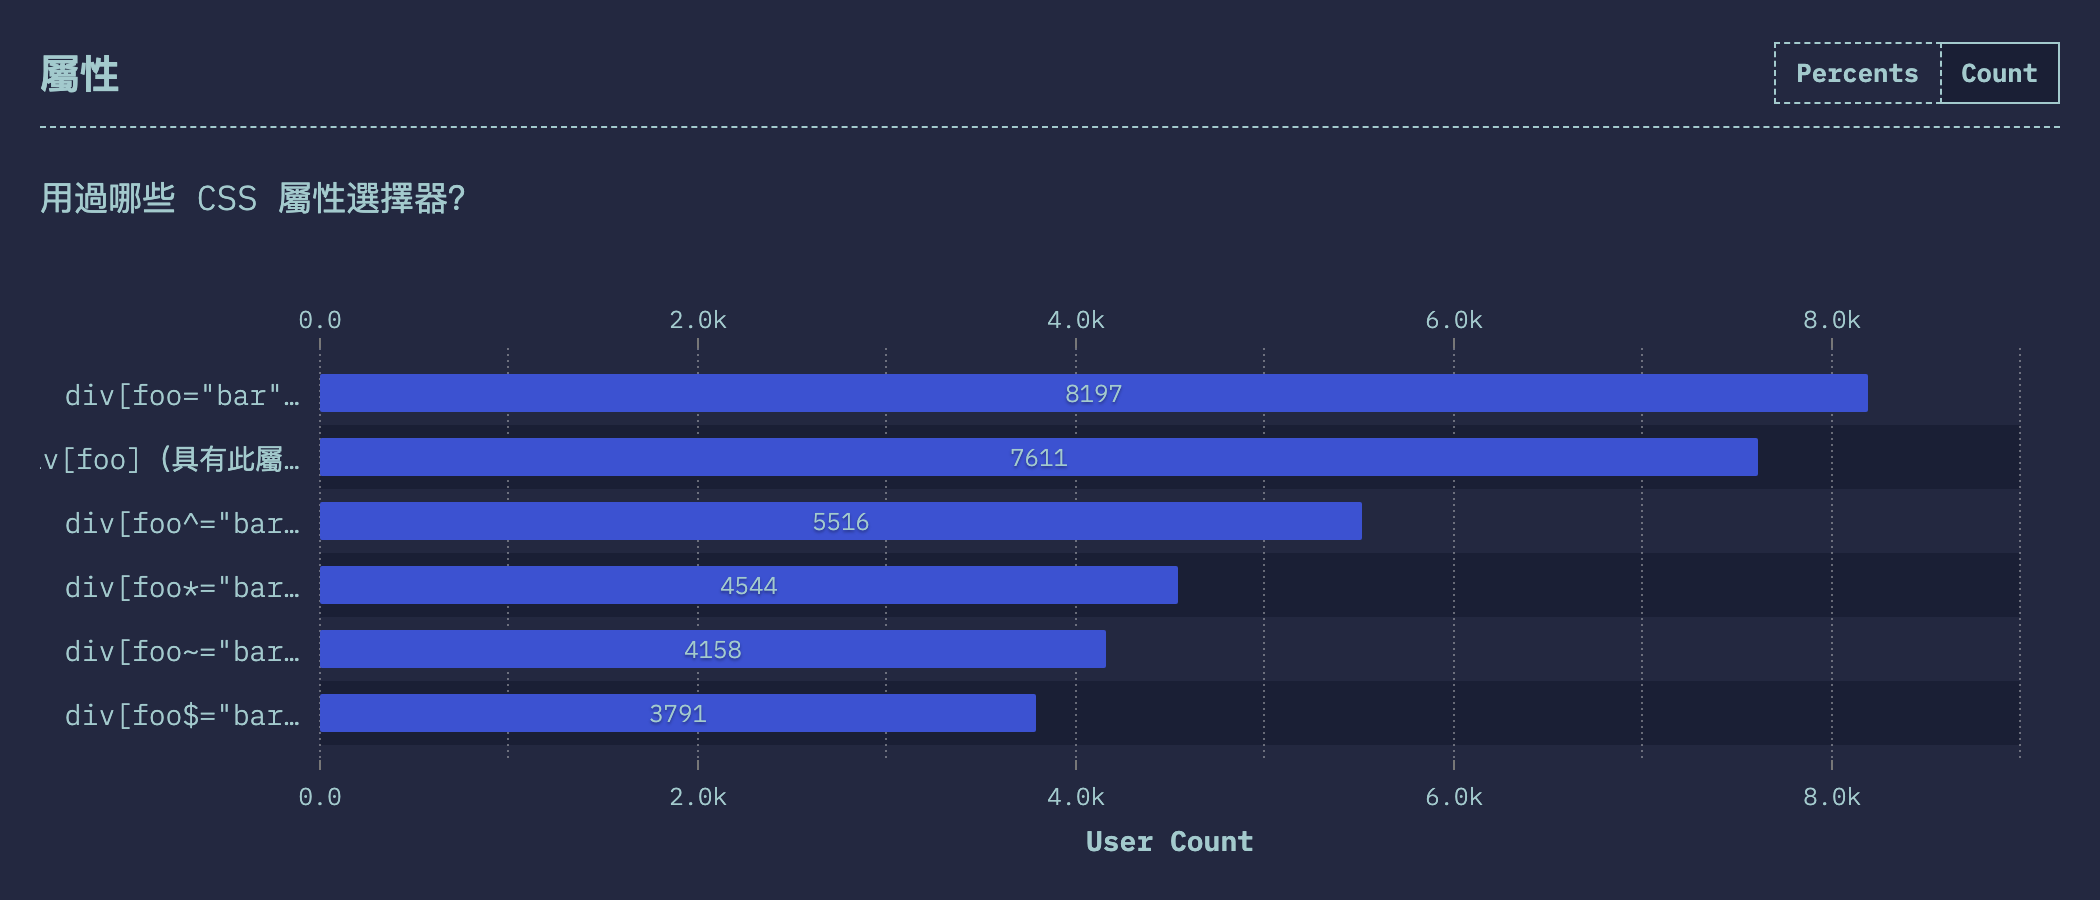 屬性
Percents Count
用過哪些 CSS 屬性選擇器?
0.0 2.0k 4.0k 6.0k 8.0k
div[foo="bar"… 8197
v[foo] (具有此屬… 7611
div[foo^="bar… 5516
div[foo*="bar… 4544
div[foo~="bar… 4158
div[foo$="bar… 3791
0.0 2.0k 4.0k 6.0k 8.0k
User Count